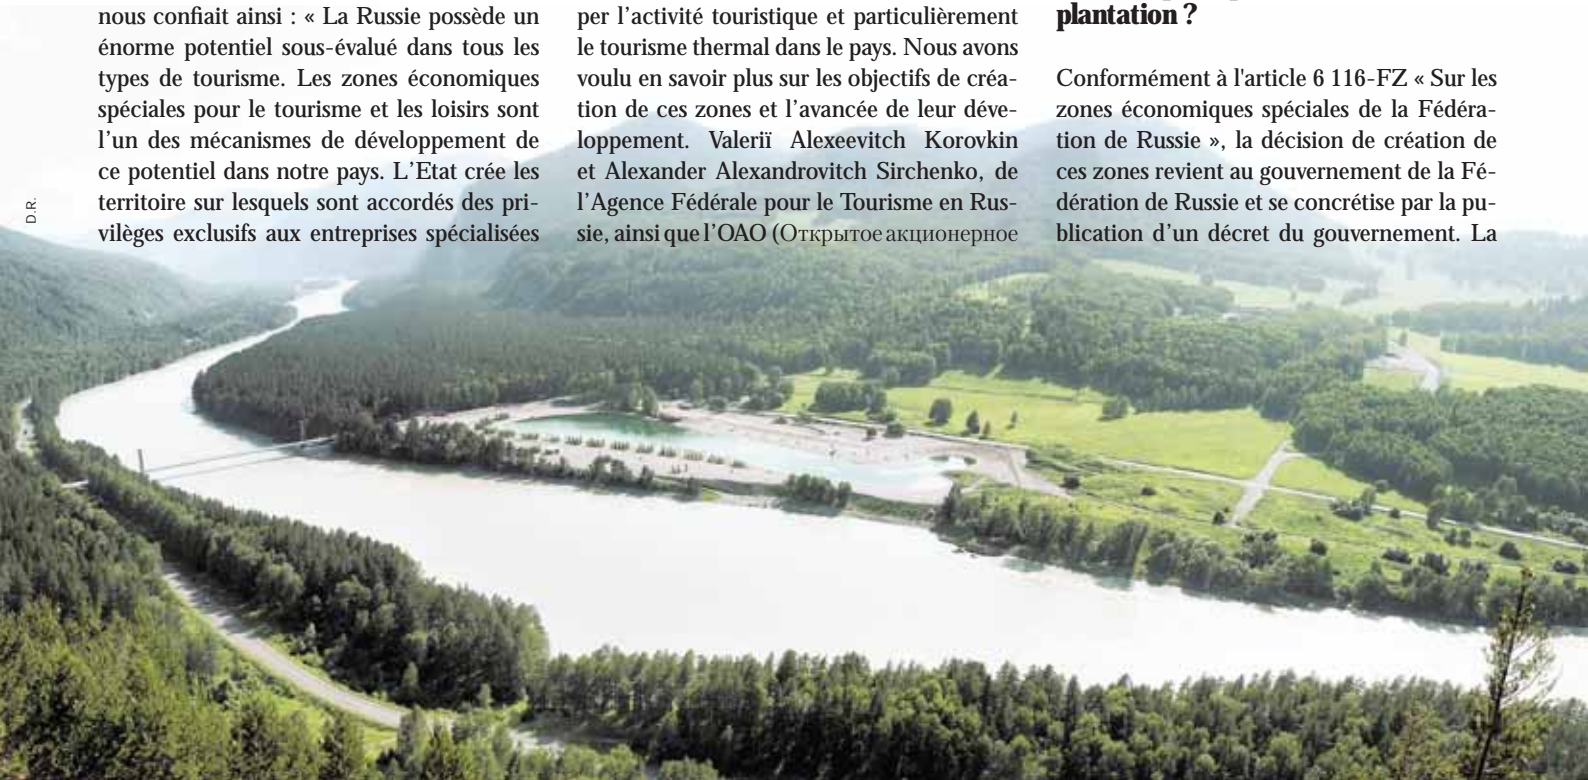 nous confiait ainsi : « La Russie possède un
énorme potentiel sous-évalué dans tous les
types de tourisme. Les zones économiques
spéciales pour le tourisme et les loisirs sont
l'un des mécanismes de développement de
ce potentiel dans notre pays. L'Etat crée les
territoire sur lesquels sont accordés des pri-
vilèges exclusifs aux entreprises spécialisées
per l'activité touristique et particulièrement
le tourisme thermal dans le pays. Nous avons
voulu en savoir plus sur les objectifs de créa-
tion de ces zones et l'avancée de leur déve-
loppement. Valeriï Alexeevitch Korovkin
et Alexander Alexandrovitch Sirchenko, de
l'Agence Fédérale pour le Tourisme en Rus-
sie, ainsi que l'OAO (Открытое акционерное
plantation ?
Conformément à l'article 6 116-FZ « Sur les
zones économiques spéciales de la Fédéra-
tion de Russie », la décision de création de
ces zones revient au gouvernement de la Fé-
dération de Russie et se concrétise par la pu-
blication d'un décret du gouvernement. La
D.R.